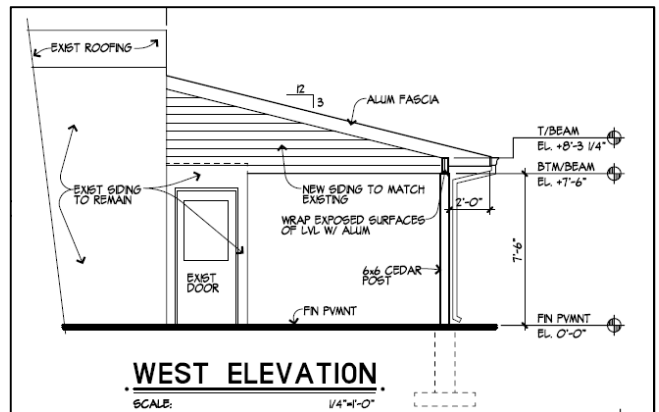 EXIST ROOFING
12
3
ALUM FASCIA
T/BEAM
EL. +8'-3 1/4"
BTM/BEAM
EL. +7'-6"
EXIST SIDING
TO REMAIN
NEW SIDING TO MATCH
EXISTING
WRAP EXPOSED SURFACES
OF LVL W/ ALUM
2'-0"
7'-6"
EXIST
DOOR
6x6 CEDAR
POST
FIN PVMNT
FIN PVMNT
EL. 0'-0"
WEST ELEVATION
SCALE: 1/4"=1'-0"